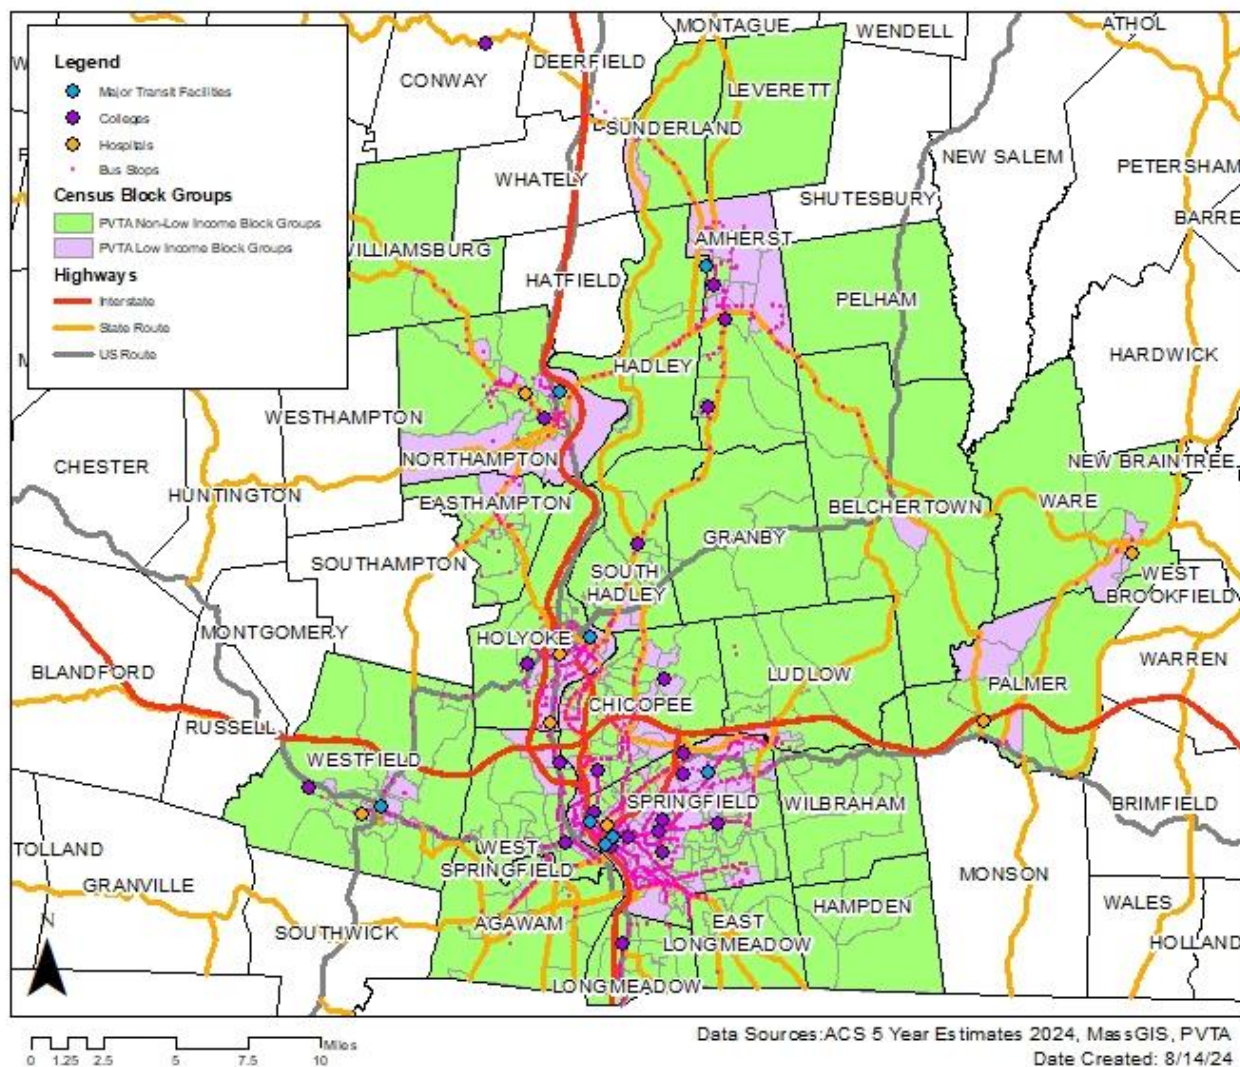 MONTAGUE
WENDELL
ATHOL
Legend
Major Transit Facilities
Colleges
Hospitals
Bus Stops
Census Block Groups
PVTA Non-Low Income Block Groups
PVTA Low Income Block Groups
Highways
Interstate
State Route
US Route
DEERFIELD
CONWAY
LEVERETT
SUNDERLAND
NEW SALEM
PETERSHAM
WHATELY
SHUTESBURY
BARRE
AMHERST
WILLIAMSBURG
HATFIELD
PELHAM
HADLEY
HARDWICK
WESTHAMPTON
NORTHAMPTON
CHESTER
NEW BRAINTREE
HUNTINGTON
EASTHAMPTON
BELCHERTOWN
WARE
GRANBY
SOUTHAMPTON
SOUTH
HADLEY
WEST
BROOKFIELD
MONTGOMERY
HOLYOKE
BLANDFORD
LUDLOW
WARREN
PALMER
CHICOPEE
RUSSELL
WESTFIELD
SPRINGFIELD
WILBRAHAM
BRIMFIELD
TOLLAND
WEST
SPRINGFIELD
GRANVILLE
MONSON
HAMPDEN
WALES
N
SOUTHWICK
AGAWAM
EAST
LONGMEADOW
HOLLAND
LONGMEADOW
Miles
0 1.25 2.5 5 7.5 10
Data Sources:ACS 5 Year Estimates 2024, MassGIS, PVTA
Date Created: 8/14/24